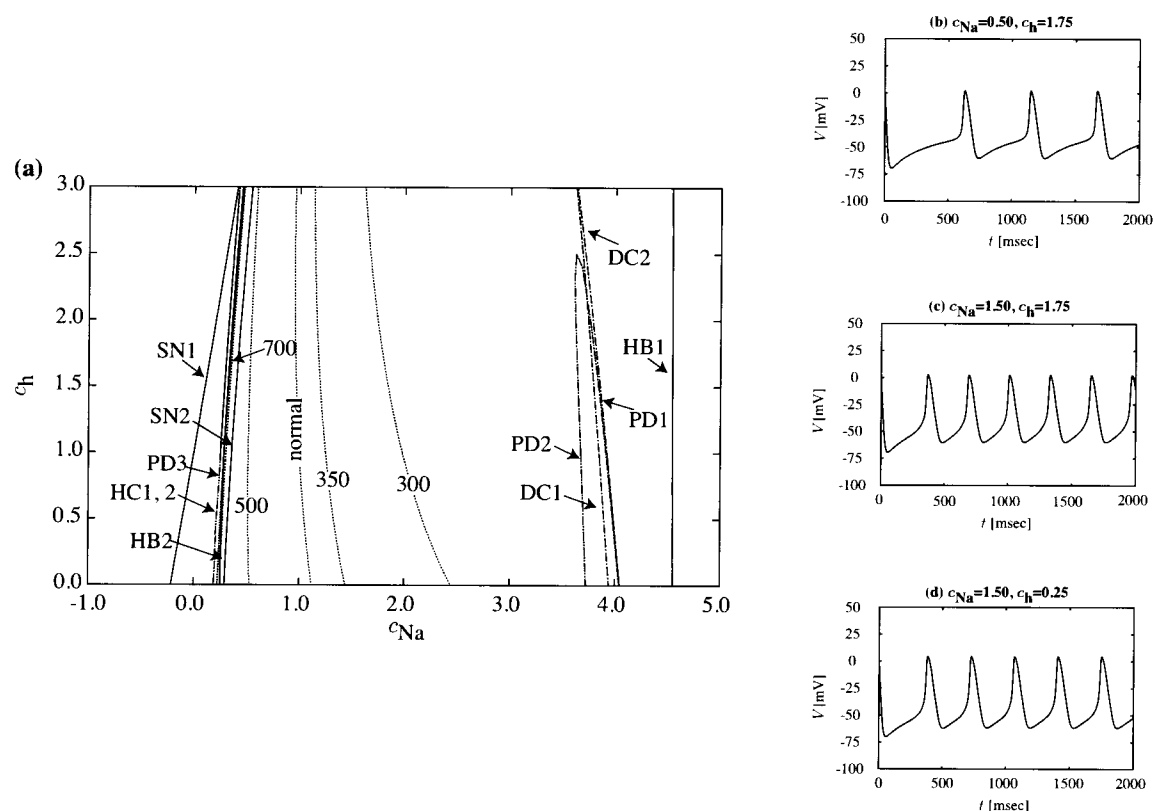 (a)
3.0
2.5
2.0
1.5
1.0
0.5
0.0
ch
-1.0 0.0 1.0 2.0 3.0 4.0 5.0
cNa
SN1
SN2
PD3
HC1, 2
HB2
700
500
normal
350
300
DC2
HB1
PD1
PD2
DC1
(b) cNa=0.50, ch=1.75
50
25
0
-25
-50
-75
-100
V [mV]
0 500 1000 1500 2000
t [msec]
(c) cNa=1.50, ch=1.75
50
25
0
-25
-50
-75
-100
V [mV]
0 500 1000 1500 2000
t [msec]
(d) cNa=1.50, ch=0.25
50
25
0
-25
-50
-75
-100
V [mV]
0 500 1000 1500 2000
t [msec]